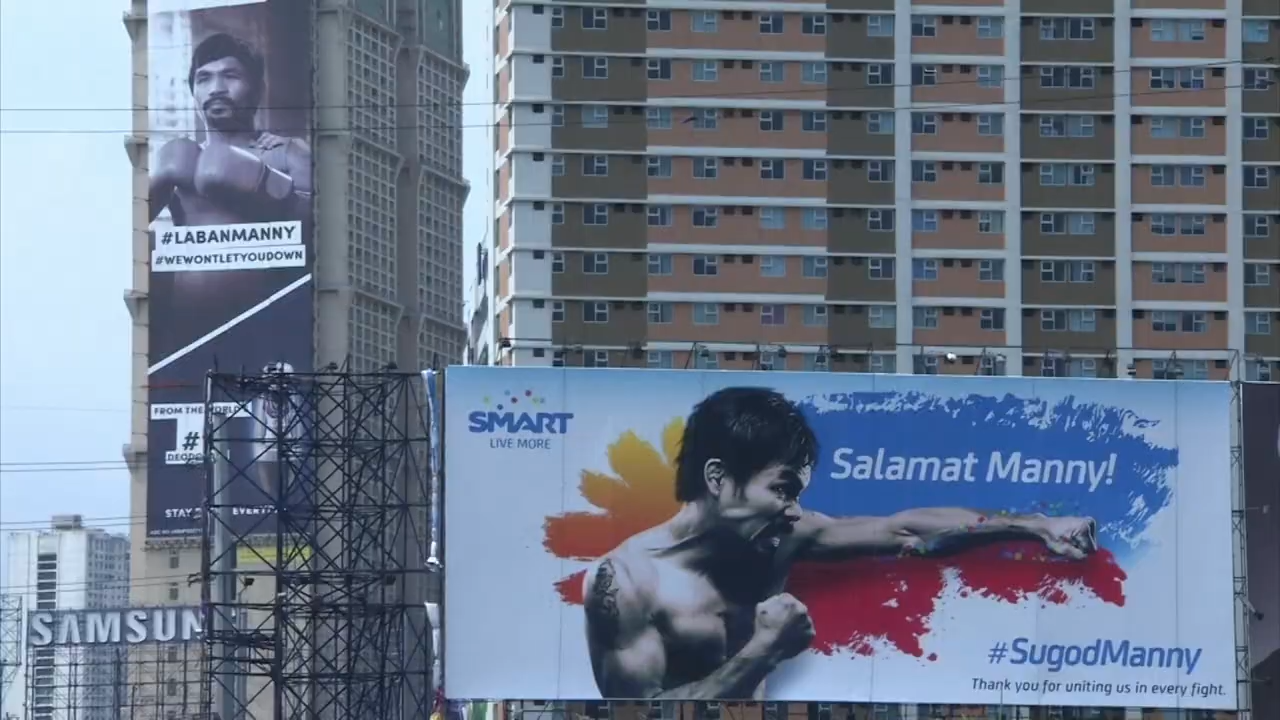 #LABANMANNY
#WEWONTLETYOUDOWN
FROM THE WORLD
#
STAY
SMART
LIVE MORE
Salamat Manny!
#SugodManny
Thank you for uniting us in every fight.
SAMSUN